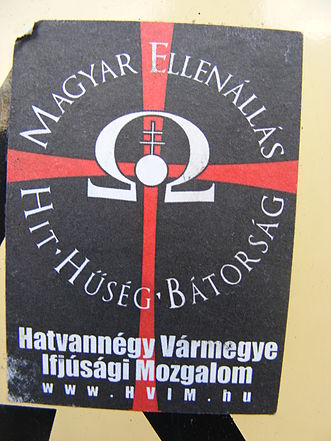 MAGYAR ELLENÁLLÁS
HIT · HŰSÉG · BÁTORSÁG
Hatvannégy Vármegye
Ifjúsági Mozgalom
www.HVIM.hu